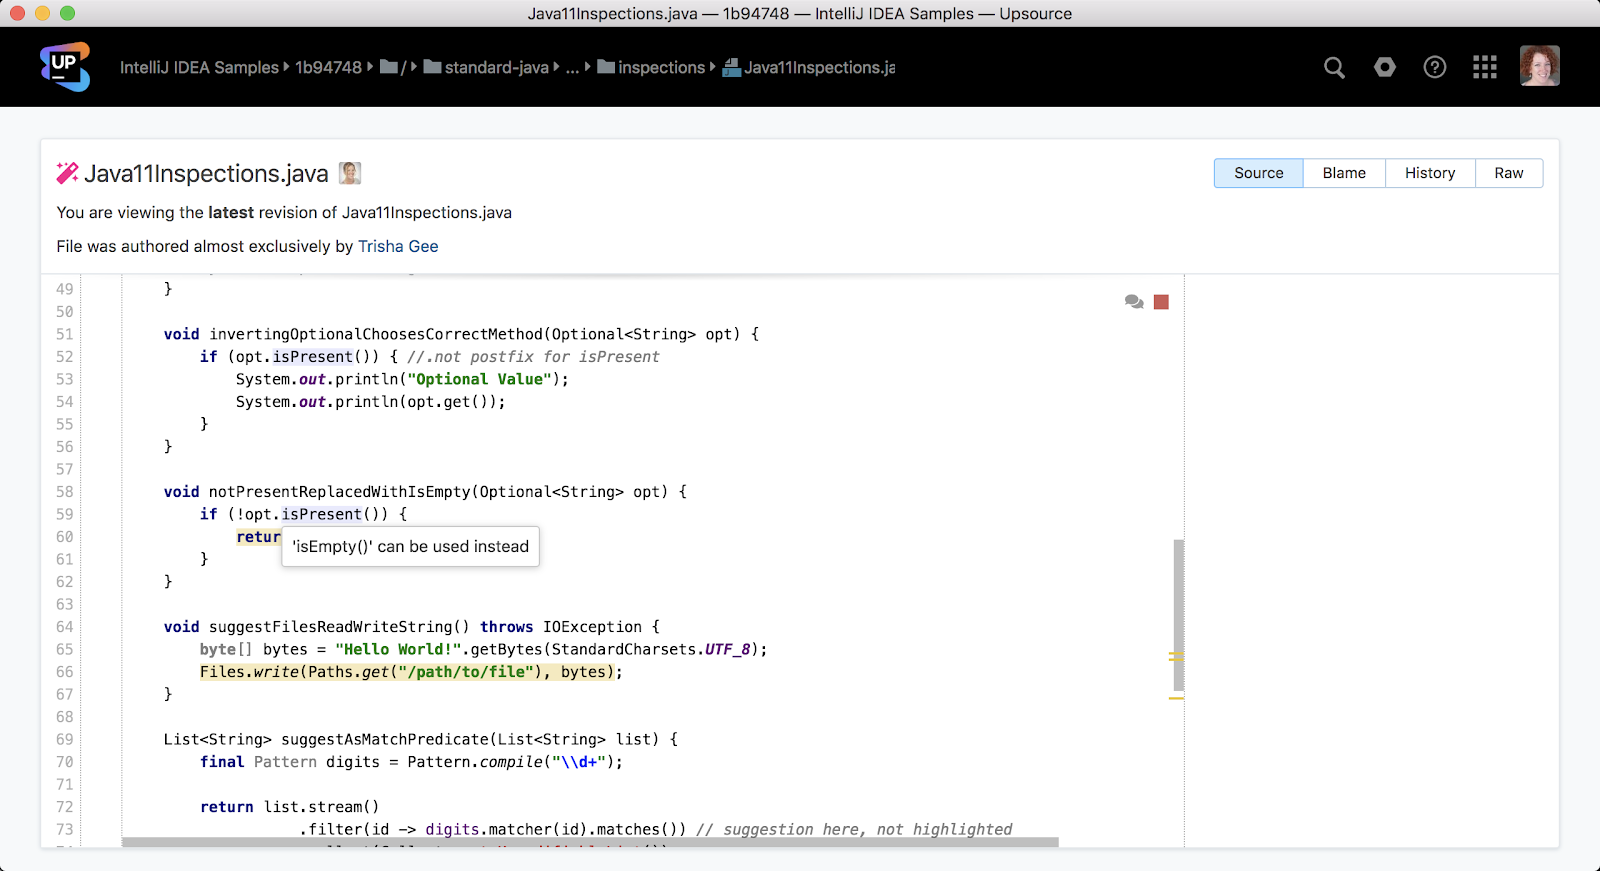 Java11Inspections.java — 1b94748 — IntelliJ IDEA Samples — Upsource
UP
IntelliJ IDEA Samples 1b94748 / standard-java ... inspections Java11Inspections.ja
Java11Inspections.java
Source Blame History Raw
You are viewing the latest revision of Java11Inspections.java
File was authored almost exclusively by Trisha Gee
49 }
50
51 void invertingOptionalChoosesCorrectMethod(Optional<String> opt) {
52 if (opt.isPresent()) { //.not postfix for isPresent
53 System.out.println("Optional Value");
54 System.out.println(opt.get());
55 }
56 }
57
58 void notPresentReplacedWithIsEmpty(Optional<String> opt) {
59 if (!opt.isPresent()) {
60 retur
'isEmpty()' can be used instead
61 }
62 }
63
64 void suggestFilesReadWriteString() throws IOException {
65 byte[] bytes = "Hello World!".getBytes(StandardCharsets.UTF_8);
66 Files.write(Paths.get("/path/to/file"), bytes);
67 }
68
69 List<String> suggestAsMatchPredicate(List<String> list) {
70 final Pattern digits = Pattern.compile("\\d+");
71
72 return list.stream()
73 .filter(id -> digits.matcher(id).matches()) // suggestion here, not highlighted